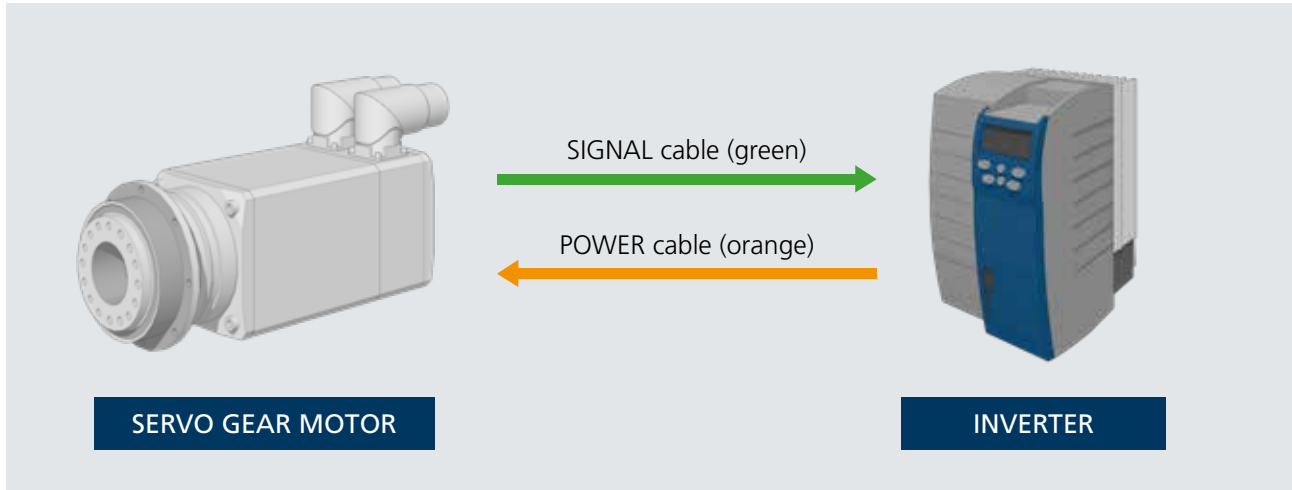 SIGNAL cable (green)
POWER cable (orange)
SERVO GEAR MOTOR
INVERTER